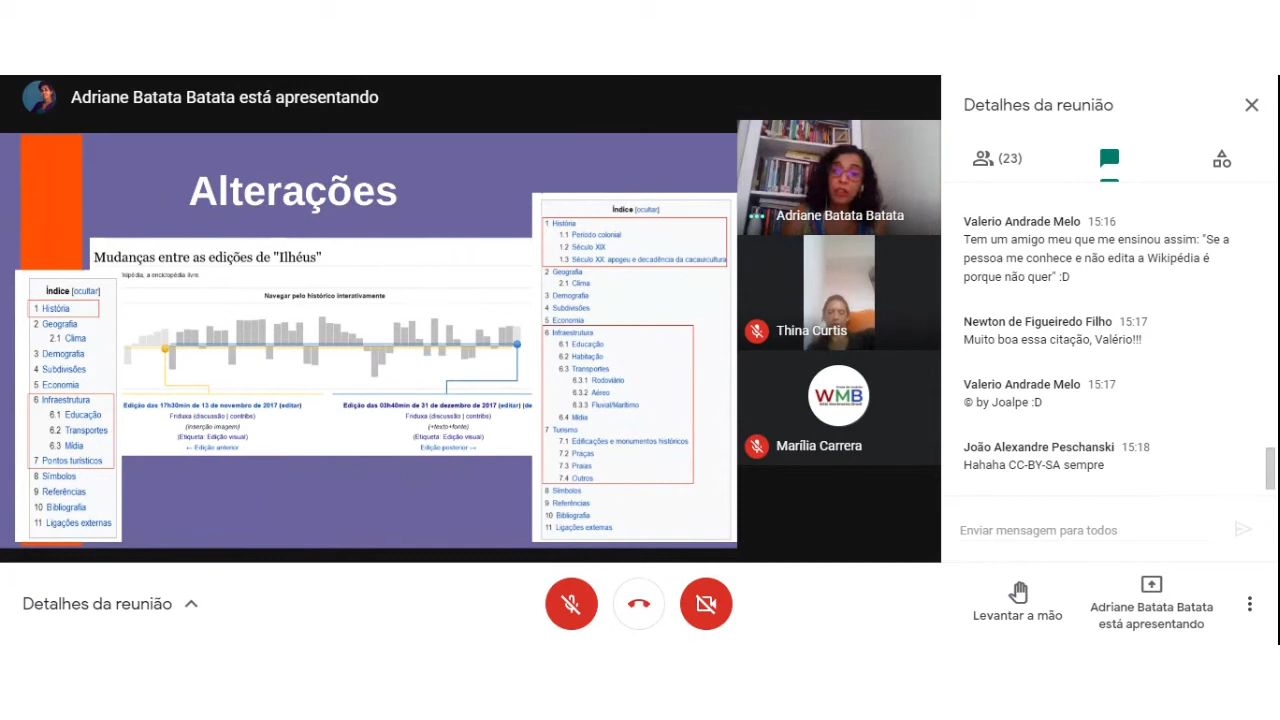 Adriane Batata Batata está apresentando
Alterações
Mudanças entre as edições de "Ilhéus"
kipédia, a enciclopédia livre.
Navegar pelo histórico interativamente
Edição das 17h30min de 13 de novembro de 2017 (editar)
Friduxa (discussão | contribs)
(inserção imagem)
(Etiqueta: Edição visual)
← Edição anterior
Edição das 03h40min de 31 de dezembro de 2017 (editar) (de
Friduxa (discussão | contribs)
(+texto+fonte)
(Etiqueta: Edição visual)
Edição posterior →
Índice [ocultar]
1 História
2 Geografia
2.1 Clima
3 Demografia
4 Subdivisões
5 Economia
6 Infraestrutura
6.1 Educação
6.2 Transportes
6.3 Mídia
7 Pontos turísticos
8 Símbolos
9 Referências
10 Bibliografia
11 Ligações externas
Índice [ocultar]
1 História
1.1 Período colonial
1.2 Século XIX
1.3 Século XX: apogeu e decadência da cacauicultura
2 Geografia
2.1 Clima
3 Demografia
4 Subdivisões
5 Economia
6 Infraestrutura
6.1 Educação
6.2 Habitação
6.3 Transportes
6.3.1 Rodoviário
6.3.2 Aéreo
6.3.3 Fluvial/Marítimo
6.4 Mídia
7 Turismo
7.1 Edificações e monumentos históricos
7.2 Praças
7.3 Praias
7.4 Outros
8 Símbolos
9 Referências
10 Bibliografia
11 Ligações externas
Adriane Batata Batata
Thina Curtis
WMB
Marília Carrera
Detalhes da reunião
(23)
Valerio Andrade Melo 15:16
Tem um amigo meu que me ensinou assim: "Se a
pessoa me conhece e não edita a Wikipédia é
porque não quer" :D
Newton de Figueiredo Filho 15:17
Muito boa essa citação, Valério!!!
Valerio Andrade Melo 15:17
© by Joalpe :D
João Alexandre Peschanski 15:18
Hahaha CC-BY-SA sempre
Enviar mensagem para todos
Detalhes da reunião
Levantar a mão
Adriane Batata Batata
está apresentando